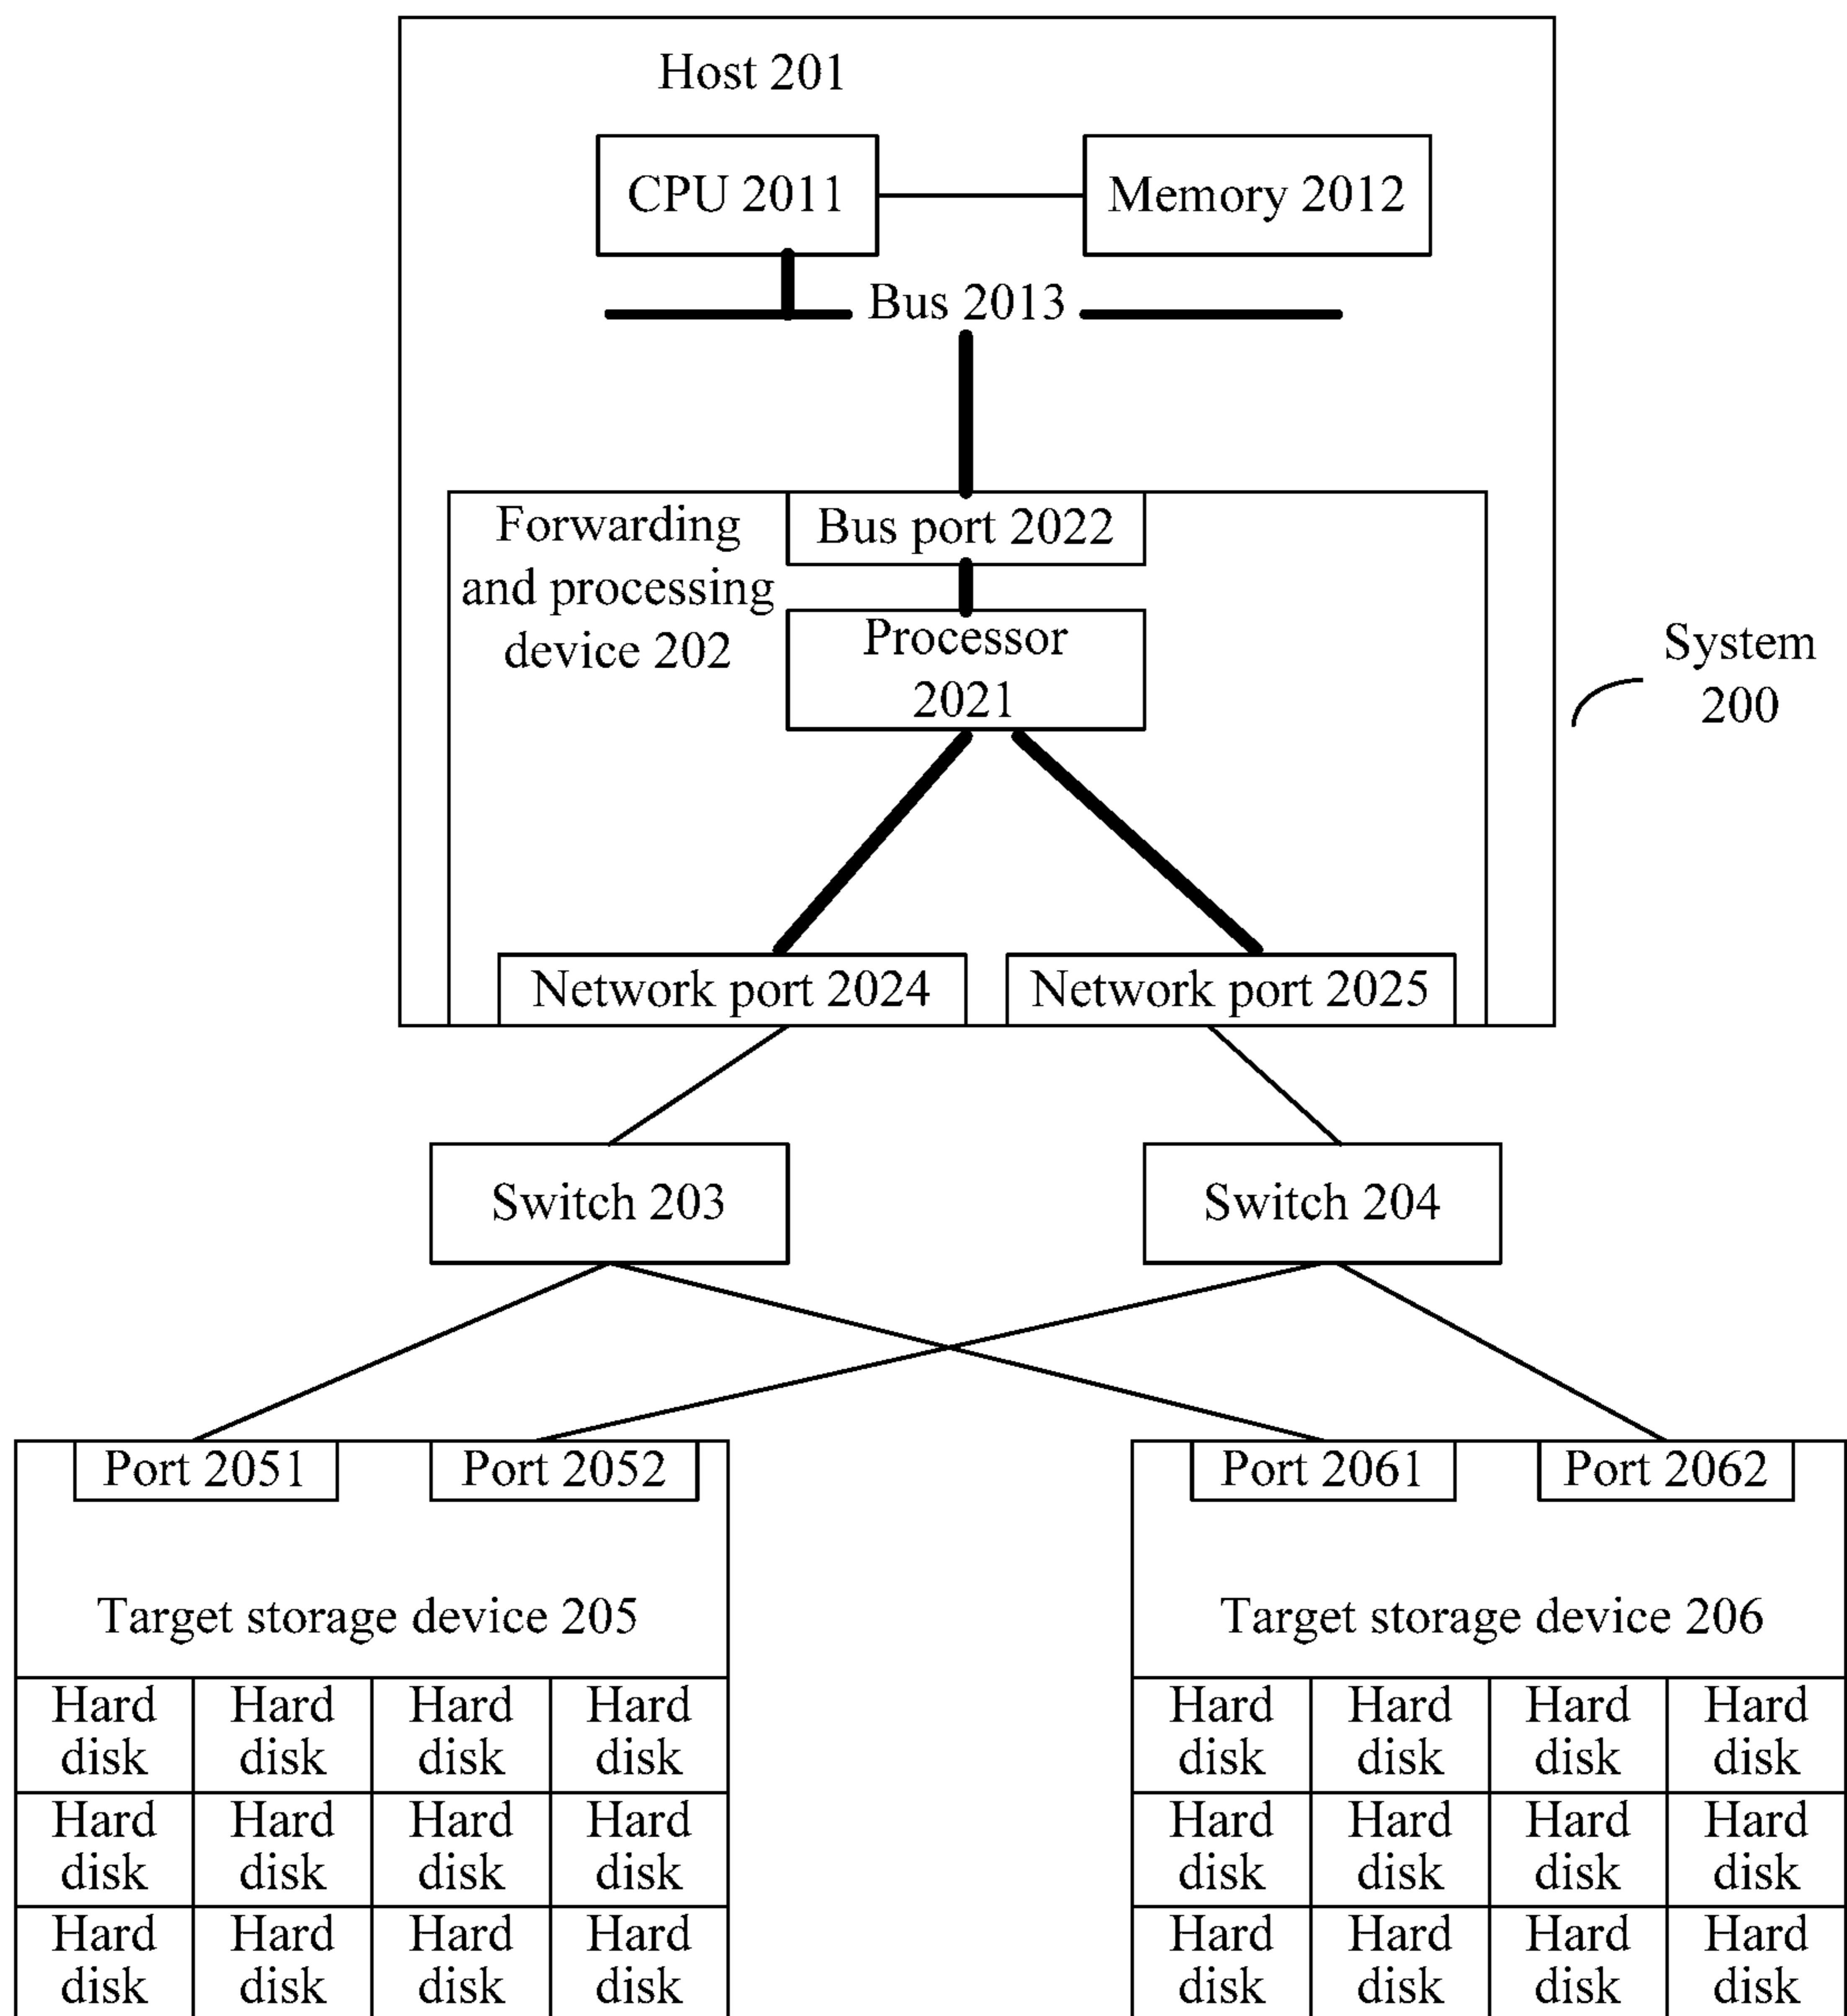 Host 201
CPU 2011
Memory 2012
Bus 2013
Forwarding
and processing
device 202
Bus port 2022
Processor
2021
System
200
Network port 2024
Network port 2025
Switch 203
Switch 204
Port 2051
Port 2052
Port 2061
Port 2062
Target storage device 205
Target storage device 206
Hard
disk
Hard
disk
Hard
disk
Hard
disk
Hard
disk
Hard
disk
Hard
disk
Hard
disk
Hard
disk
Hard
disk
Hard
disk
Hard
disk
Hard
disk
Hard
disk
Hard
disk
Hard
disk
Hard
disk
Hard
disk
Hard
disk
Hard
disk
Hard
disk
Hard
disk
Hard
disk
Hard
disk